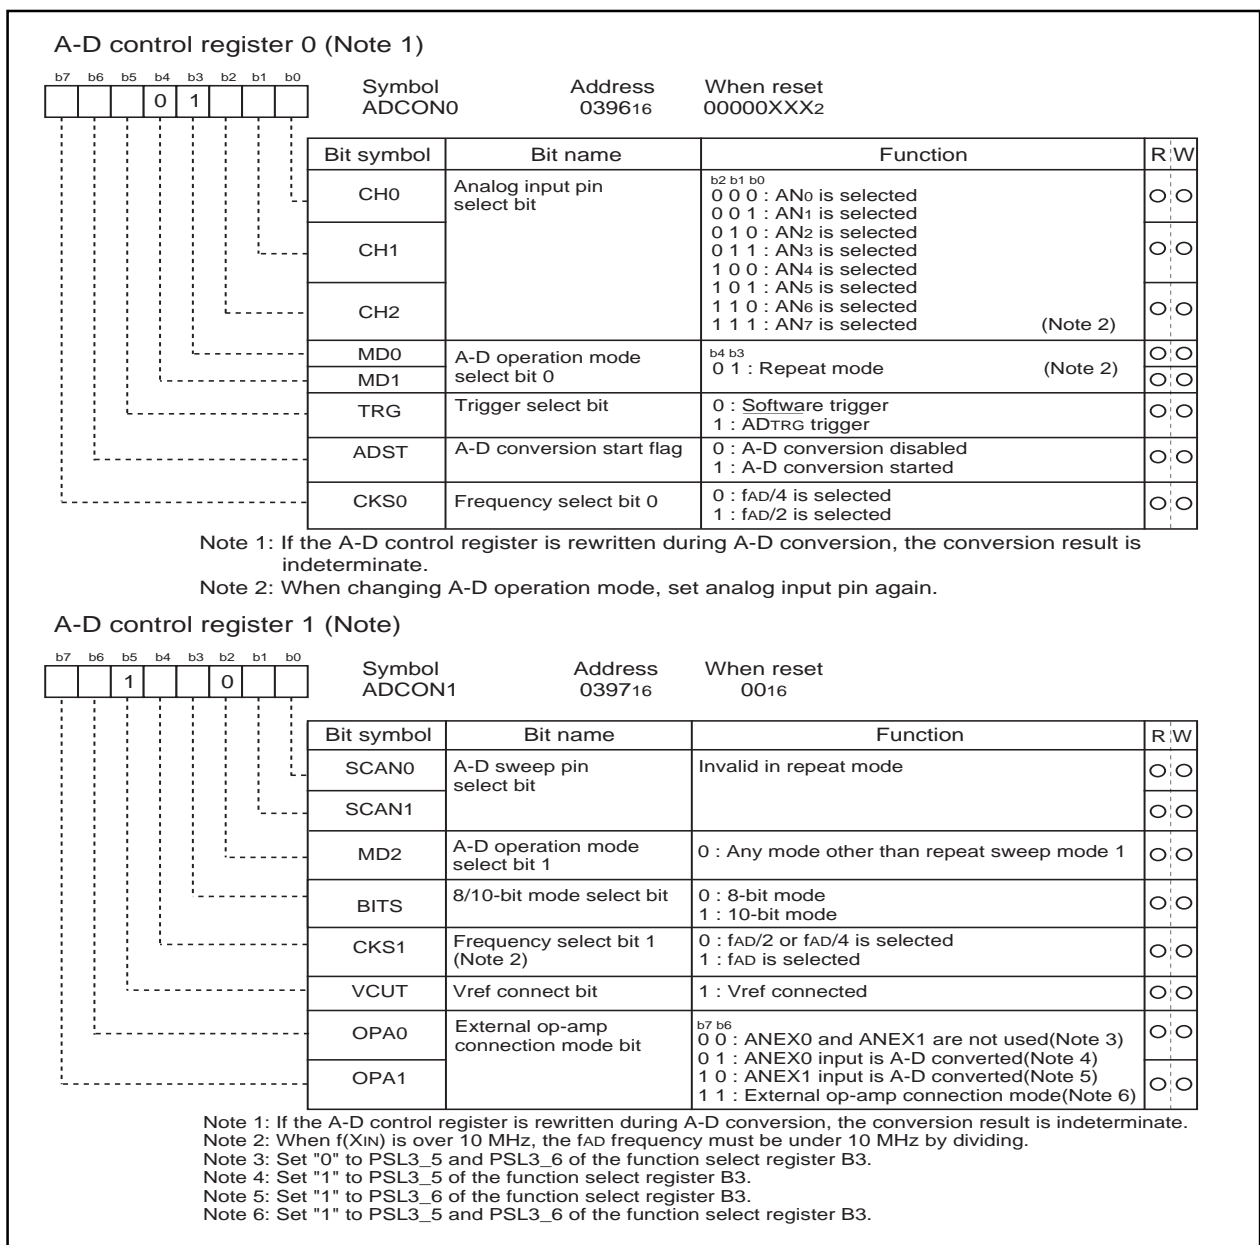 A-D control register 0 (Note 1)
b7 b6 b5 b4 b3 b2 b1 b0
0 1
Symbol Address When reset
ADCON0 039616 00000XXX2
Bit symbol Bit name Function R W
CH0 Analog input pin select bit
b2 b1 b0
0 0 0 : AN0 is selected
0 0 1 : AN1 is selected
CH1
0 1 0 : AN2 is selected
0 1 1 : AN3 is selected
1 0 0 : AN4 is selected
1 0 1 : AN5 is selected
CH2
1 1 0 : AN6 is selected
1 1 1 : AN7 is selected (Note 2)
MD0 A-D operation mode select bit 0
b4 b3
0 1 : Repeat mode (Note 2)
MD1
TRG Trigger select bit
0 : Software trigger
1 : ADTRG trigger
ADST A-D conversion start flag
0 : A-D conversion disabled
1 : A-D conversion started
CKS0 Frequency select bit 0
0 : fAD/4 is selected
1 : fAD/2 is selected
Note 1: If the A-D control register is rewritten during A-D conversion, the conversion result is
indeterminate.
Note 2: When changing A-D operation mode, set analog input pin again.
A-D control register 1 (Note)
b7 b6 b5 b4 b3 b2 b1 b0
1 0
Symbol Address When reset
ADCON1 039716 0016
Bit symbol Bit name Function R W
SCAN0 A-D sweep pin select bit
Invalid in repeat mode
SCAN1
MD2 A-D operation mode select bit 1
0 : Any mode other than repeat sweep mode 1
BITS 8/10-bit mode select bit
0 : 8-bit mode
1 : 10-bit mode
CKS1 Frequency select bit 1 (Note 2)
0 : fAD/2 or fAD/4 is selected
1 : fAD is selected
VCUT Vref connect bit
1 : Vref connected
OPA0 External op-amp connection mode bit
b7 b6
0 0 : ANEX0 and ANEX1 are not used(Note 3)
0 1 : ANEX0 input is A-D converted(Note 4)
OPA1
1 0 : ANEX1 input is A-D converted(Note 5)
1 1 : External op-amp connection mode(Note 6)
Note 1: If the A-D control register is rewritten during A-D conversion, the conversion result is indeterminate.
Note 2: When f(XIN) is over 10 MHz, the fAD frequency must be under 10 MHz by dividing.
Note 3: Set "0" to PSL3_5 and PSL3_6 of the function select register B3.
Note 4: Set "1" to PSL3_5 of the function select register B3.
Note 5: Set "1" to PSL3_6 of the function select register B3.
Note 6: Set "1" to PSL3_5 and PSL3_6 of the function select register B3.